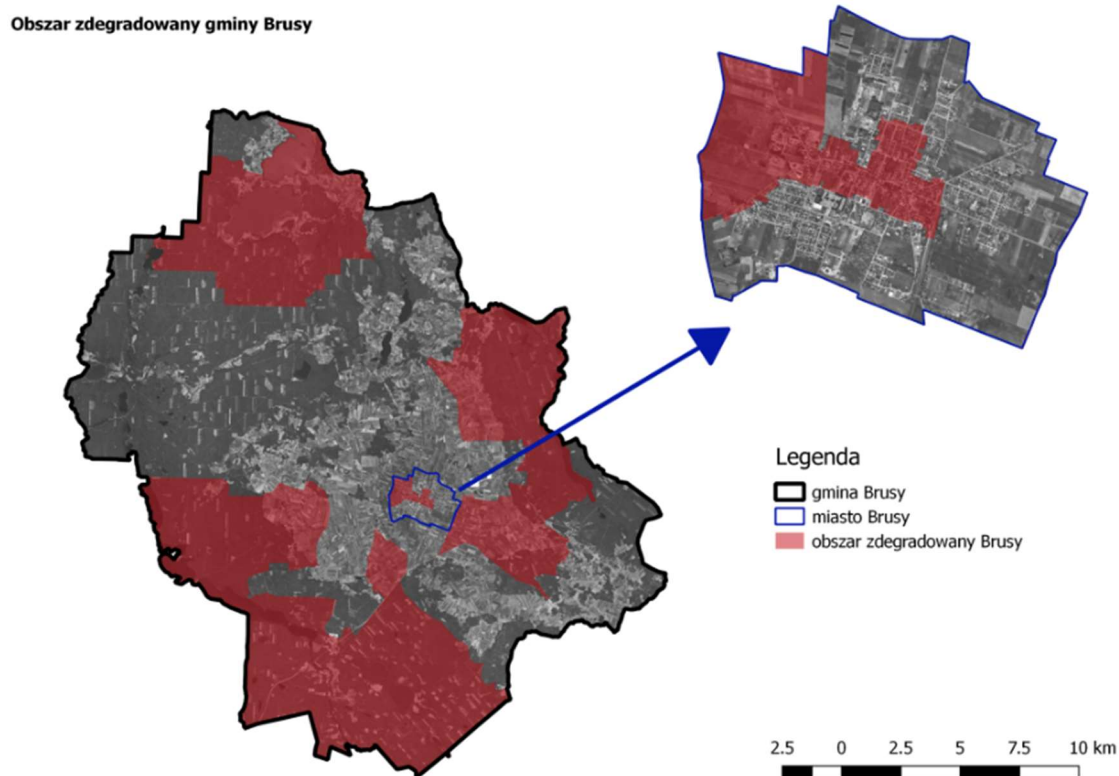 Obszar zdegradowany gminy Brusy
Legenda
gmina Brusy
miasto Brusy
obszar zdegradowany Brusy
2.5 0 2.5 5 7.5 10 km